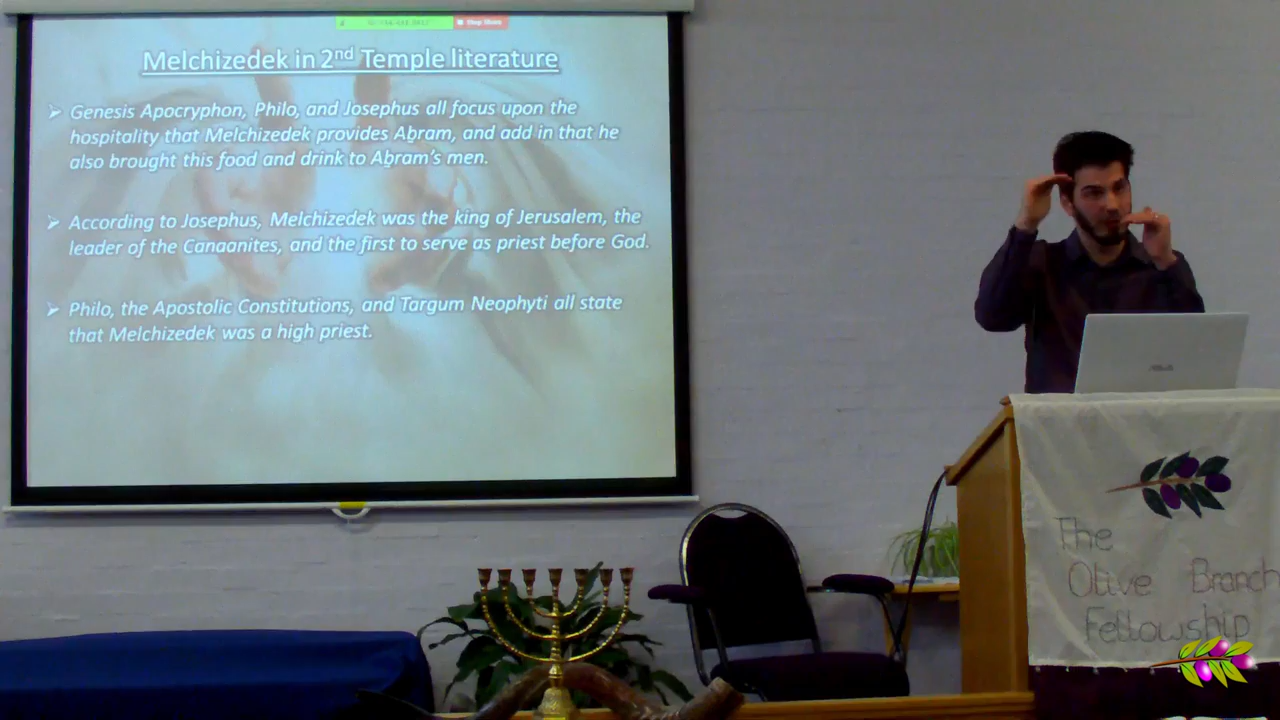 Stop Share
Melchizedek in 2nd Temple literature
➢ Genesis Apocryphon, Philo, and Josephus all focus upon the
hospitality that Melchizedek provides Aḇram, and add in that he
also brought this food and drink to Aḇram's men.
➢ According to Josephus, Melchizedek was the king of Jerusalem, the
leader of the Canaanites, and the first to serve as priest before God.
➢ Philo, the Apostolic Constitutions, and Targum Neophyti all state
that Melchizedek was a high priest.
ASUS
The
Olive Branch
Fellowship